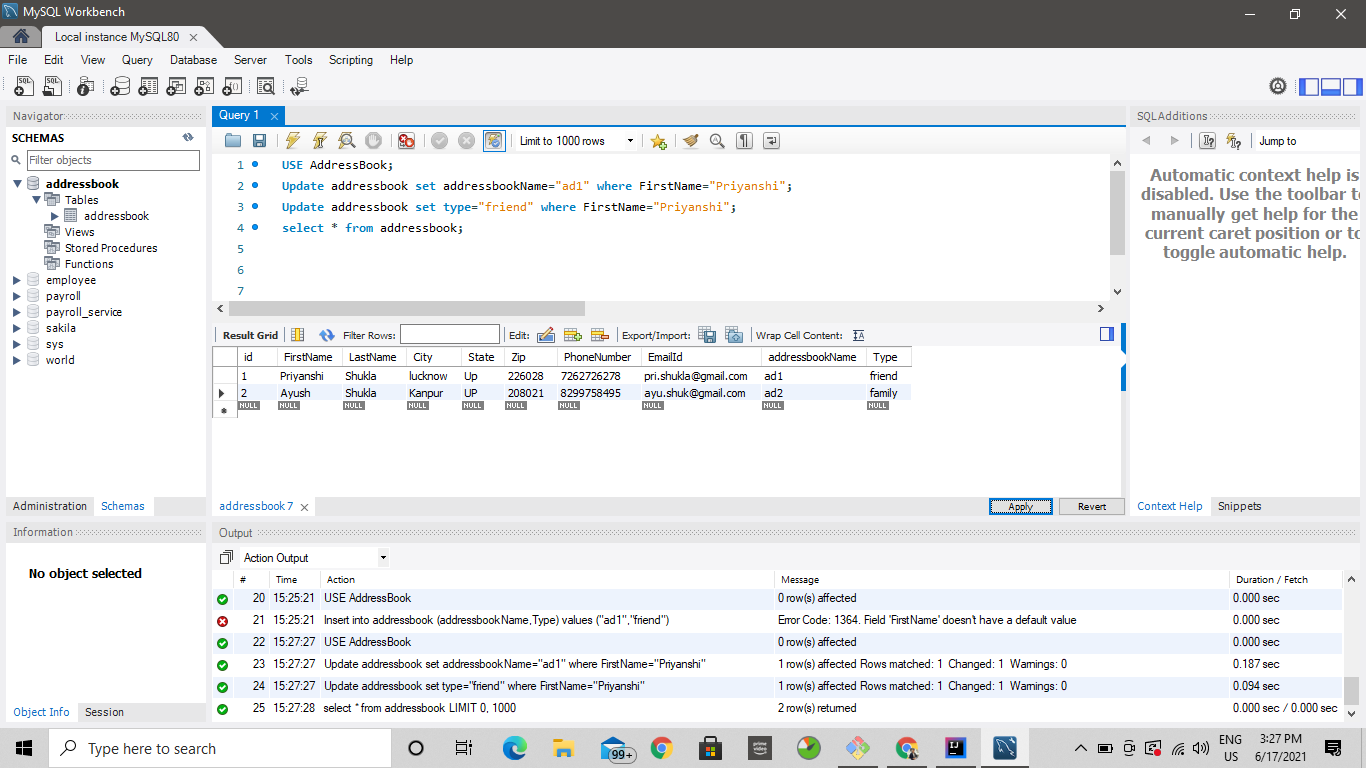 MySQL Workbench
Local instance MySQL80
File Edit View Query Database Server Tools Scripting Help
Navigator
SCHEMAS
Filter objects
addressbook
Tables
addressbook
Views
Stored Procedures
Functions
employee
payroll
payroll_service
sakila
sys
world
Administration Schemas
Information
No object selected
Object Info Session
Query 1
Limit to 1000 rows
1 USE AddressBook;
2 Update addressbook set addressbookName="ad1" where FirstName="Priyanshi";
3 Update addressbook set type="friend" where FirstName="Priyanshi";
4 select * from addressbook;
5
6
7
Result Grid Filter Rows: Edit: Export/Import: Wrap Cell Content:
id FirstName LastName City State Zip PhoneNumber EmailId addressbookName Type
1 Priyanshi Shukla lucknow Up 226028 7262726278 pri.shukla@gmail.com ad1 friend
2 Ayush Shukla Kanpur UP 208021 8299758495 ayu.shuk@gmail.com ad2 family
NULL NULL NULL NULL NULL NULL NULL NULL NULL NULL
addressbook 7 Apply Revert
SQLAdditions
Jump to
Automatic context help is
disabled. Use the toolbar to
manually get help for the
current caret position or to
toggle automatic help.
Context Help Snippets
Output
Action Output
# Time Action Message Duration / Fetch
20 15:25:21 USE AddressBook 0 row(s) affected 0.000 sec
21 15:25:21 Insert into addressbook (addressbookName,Type) values ("ad1","friend") Error Code: 1364. Field 'FirstName' doesn't have a default value 0.000 sec
22 15:27:27 USE AddressBook 0 row(s) affected 0.000 sec
23 15:27:27 Update addressbook set addressbookName="ad1" where FirstName="Priyanshi" 1 row(s) affected Rows matched: 1 Changed: 1 Warnings: 0 0.187 sec
24 15:27:27 Update addressbook set type="friend" where FirstName="Priyanshi" 1 row(s) affected Rows matched: 1 Changed: 1 Warnings: 0 0.094 sec
25 15:27:28 select * from addressbook LIMIT 0, 1000 2 row(s) returned 0.000 sec / 0.000 sec
Type here to search
99+
prime video
ENG
US
3:27 PM
6/17/2021